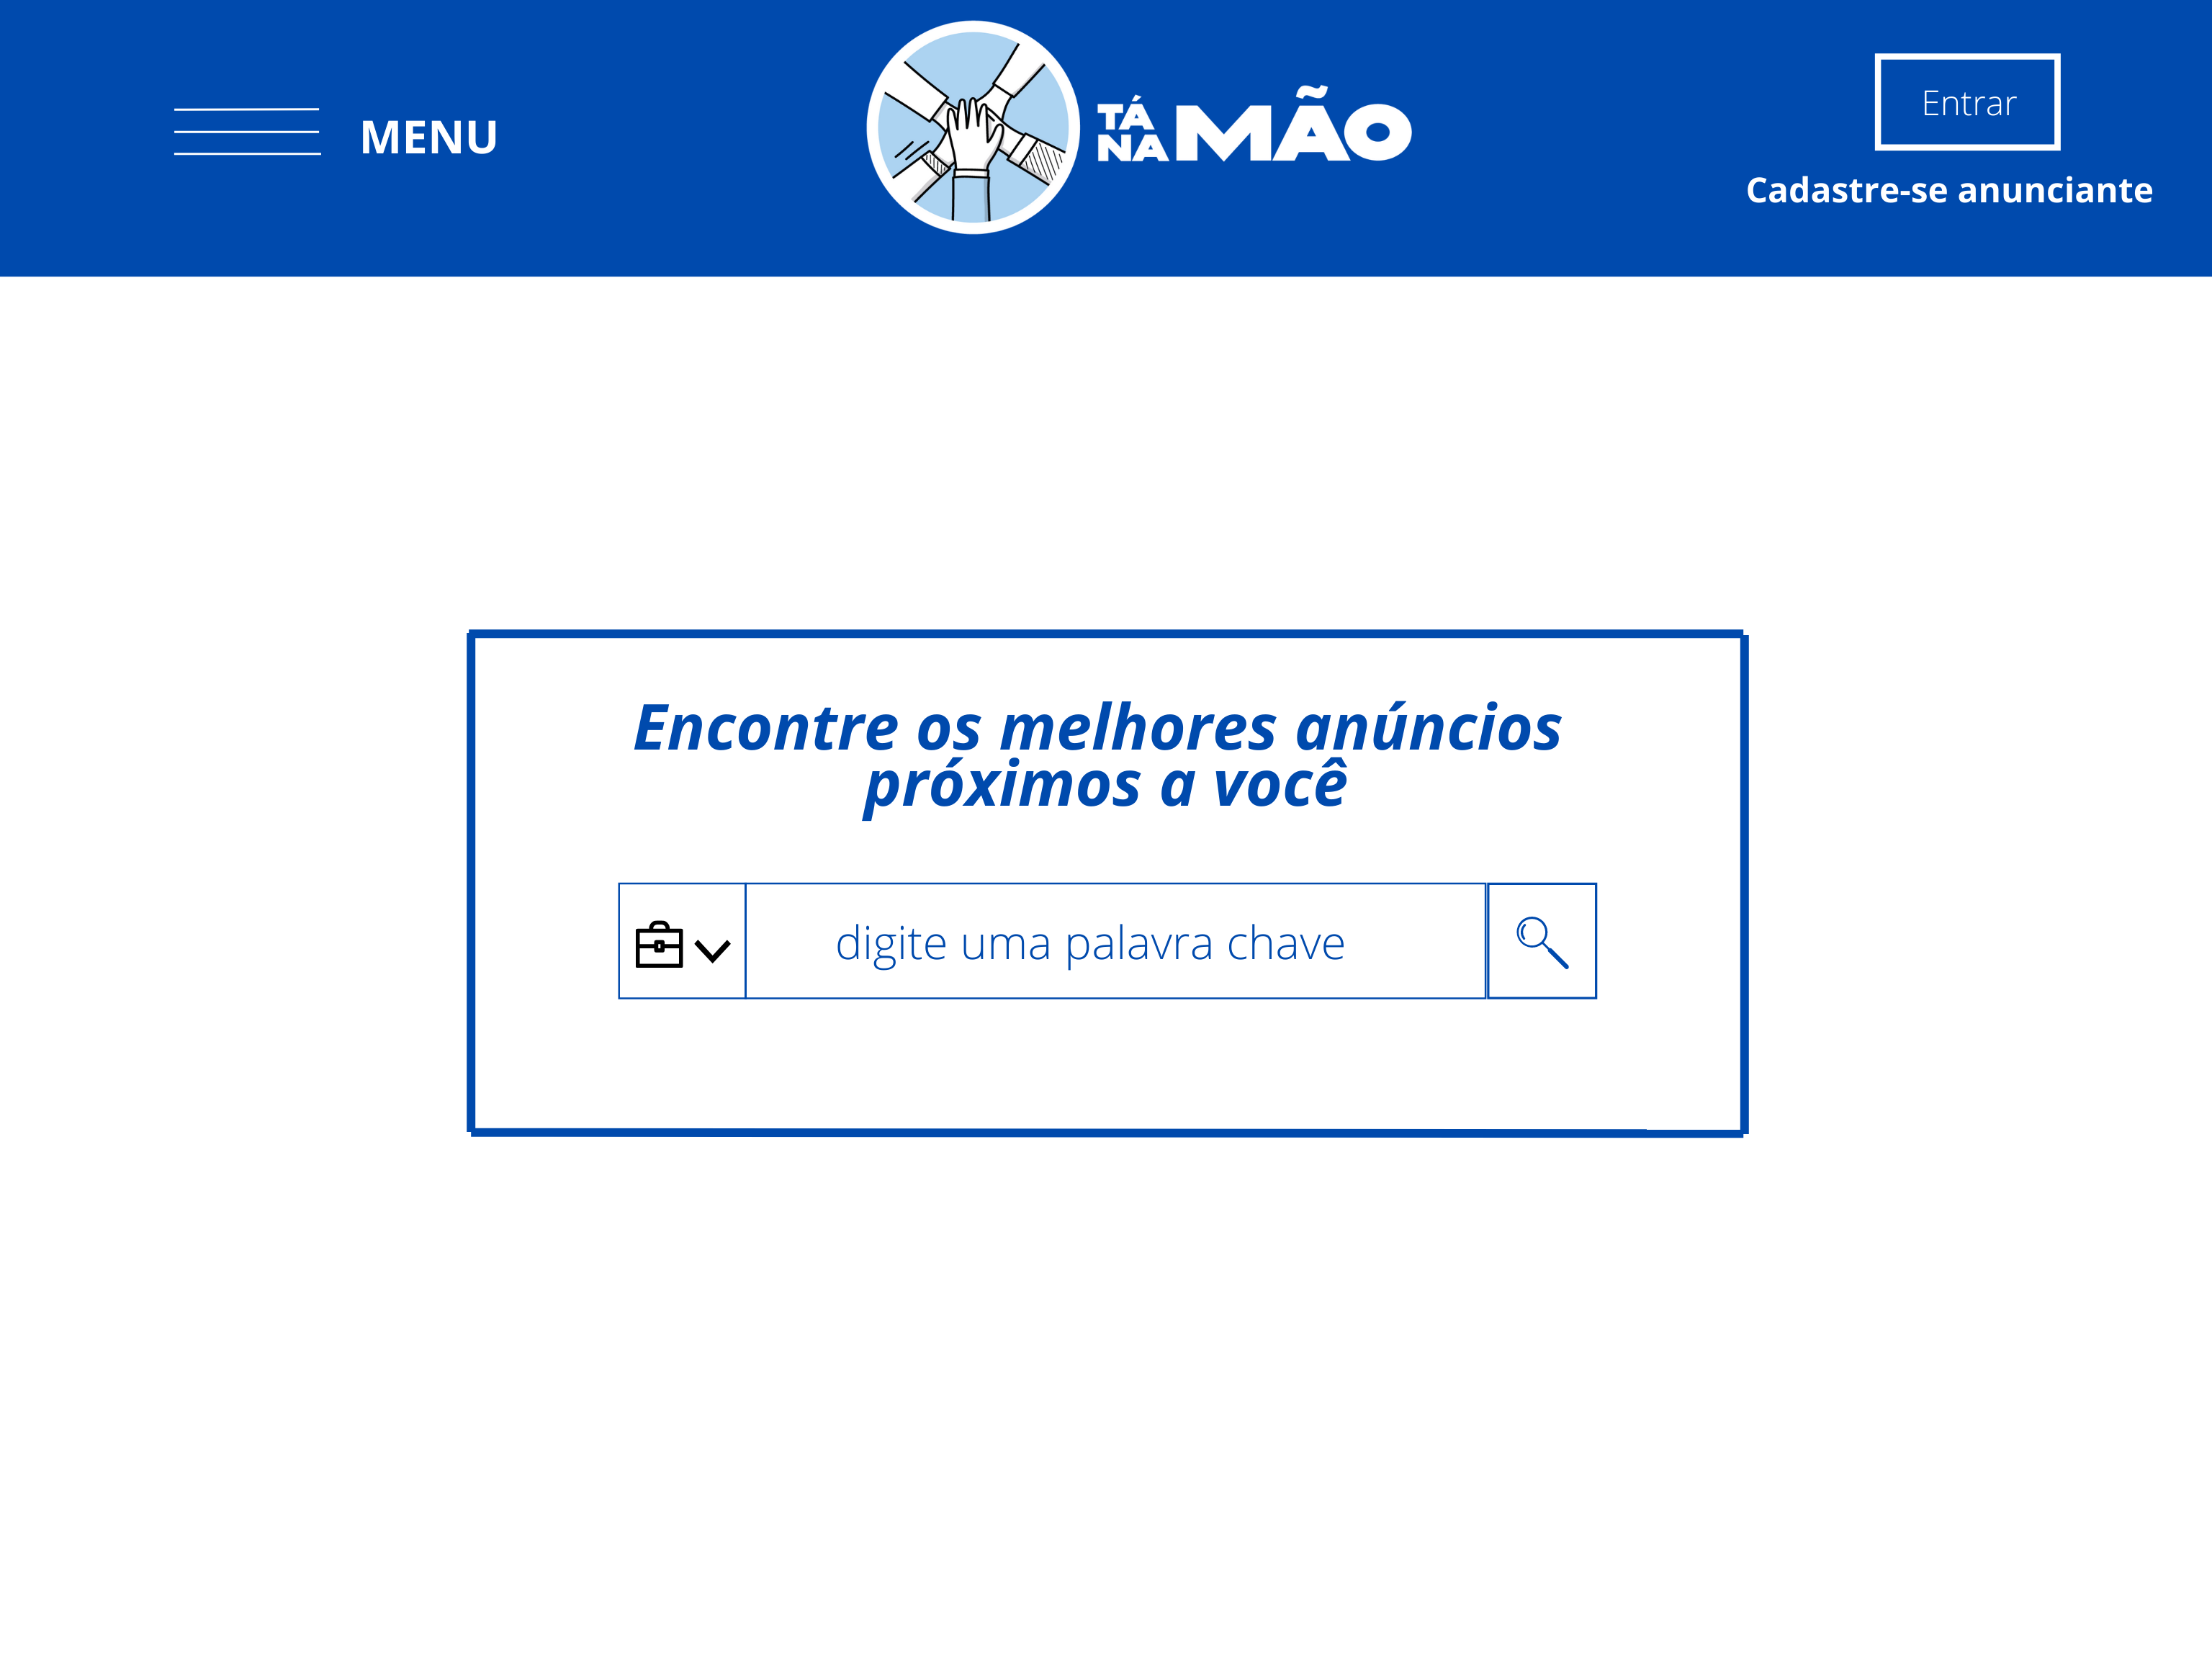 MENU
TÁ
NA MÃO
Entrar
Cadastre-se anunciante
Encontre os melhores anúncios
próximos a você
digite uma palavra chave